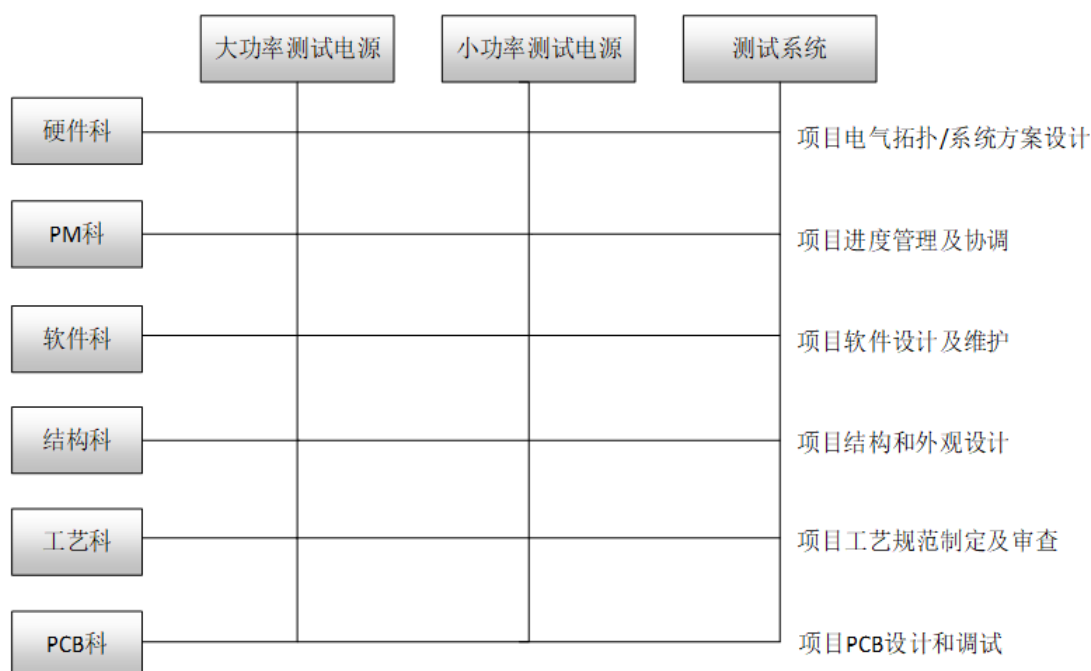 大功率测试电源
小功率测试电源
测试系统
硬件科
项目电气拓扑/系统方案设计
PM科
项目进度管理及协调
软件科
项目软件设计及维护
结构科
项目结构和外观设计
工艺科
项目工艺规范制定及审查
PCB科
项目PCB设计和调试